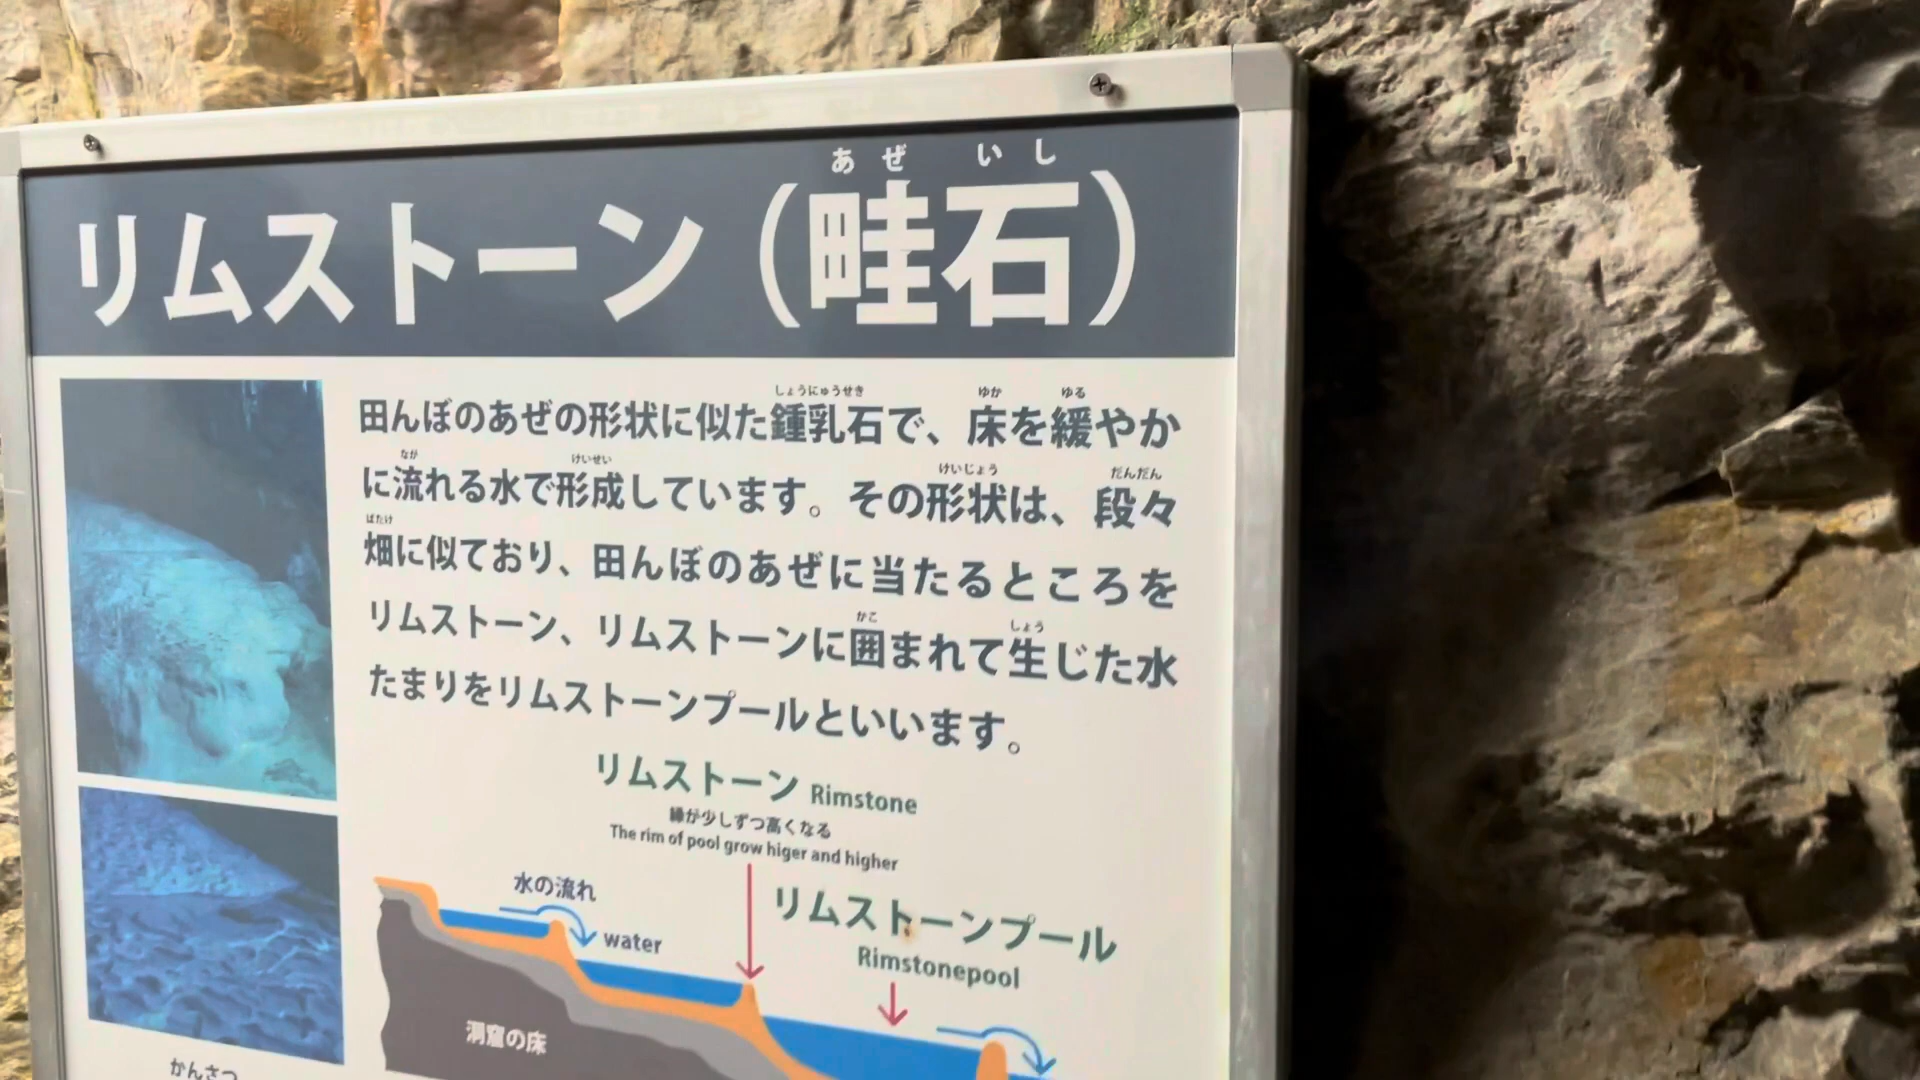 あぜ いし
リムストーン（畦石）
しょうにゅうせき ゆか ゆる
田んぼのあぜの形状に似た鍾乳石で、床を緩やか
なが けいせい けいじょう だんだん
に流れる水で形成しています。その形状は、段々
ばたけ
畑に似ており、田んぼのあぜに当たるところを
かこ しょう
リムストーン、リムストーンに囲まれて生じた水
たまりをリムストーンプールといいます。
リムストーン Rimstone
縁が少しずつ高くなる
The rim of pool grow higer and higher
水の流れ
water
リムストーンプール
Rimstonepool
洞窟の床
かんさつ